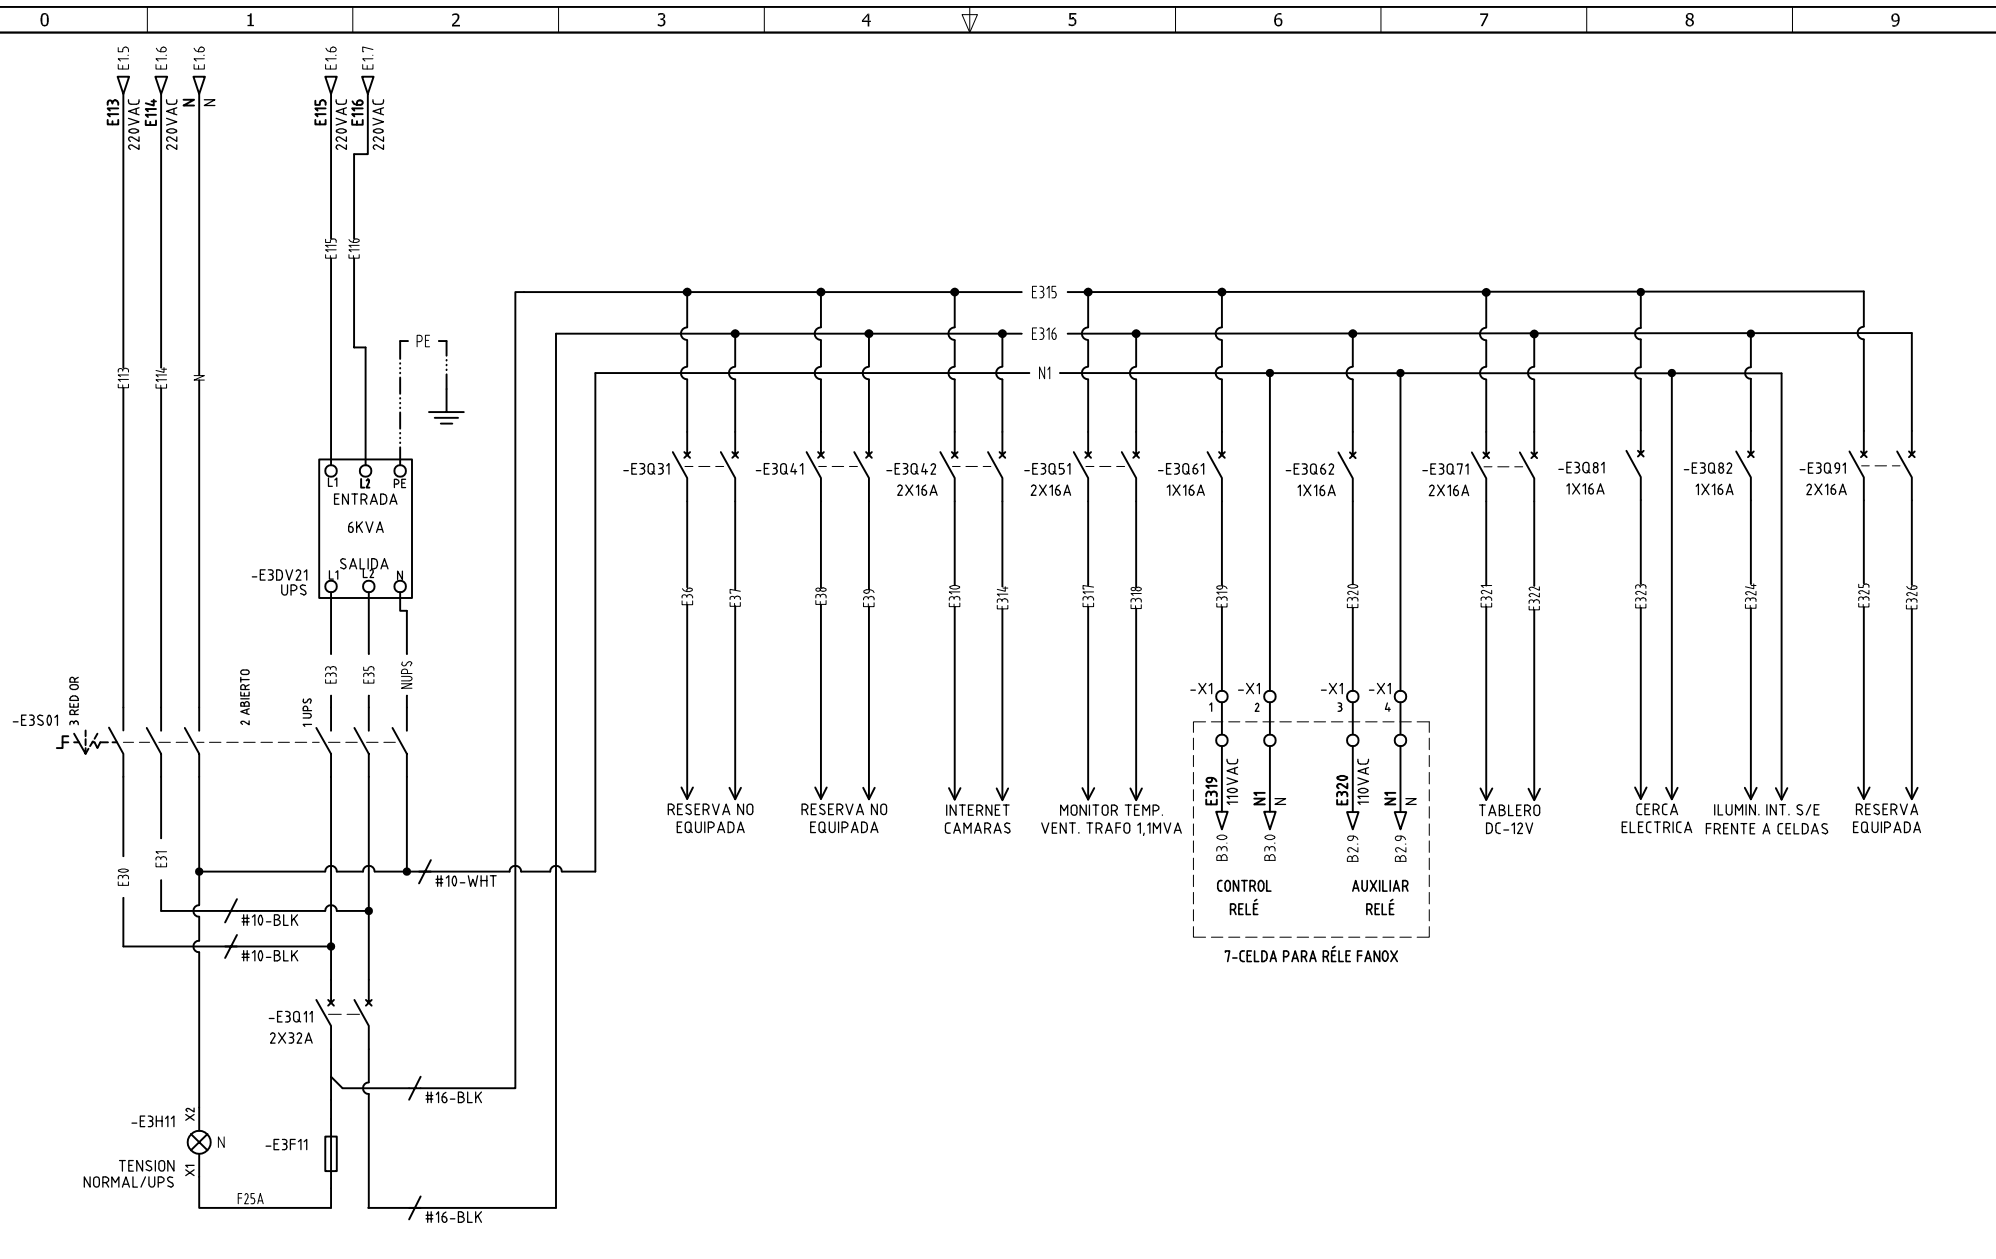 0 1 2 3 4 5 6 7 8 9
E1.5 E1.6 E1.6 E1.6 E1.7
E113 220VAC E114 220VAC N N E115 220VAC E116 220VAC
E115 E116
E315
E316
PE
N1
E113 E114 N
-E3Q31 -E3Q41 -E3Q42 -E3Q51 -E3Q61 -E3Q62 -E3Q71 -E3Q81 -E3Q82 -E3Q91
2X16A 2X16A 1X16A 1X16A 2X16A 1X16A 1X16A 2X16A
L1 L2 PE
ENTRADA
6KVA
SALIDA
L1 L2 N
-E3DV21
UPS
E36 E37 E38 E39 E310 E314 E317 E318 E319 E320 E321 E322 E323 E324 E325 E326
E33 E35 NUPS
-E3S01 3 RED OR 2 ABIERTO 1 UPS
-X1 -X1 -X1 -X1
1 2 3 4
E319 110VAC N1 N E320 110VAC N1 N
B3.0 B3.0 B2.9 B2.9
RESERVA NO
EQUIPADA
RESERVA NO
EQUIPADA
INTERNET
CAMARAS
MONITOR TEMP.
VENT. TRAFO 1,1MVA
TABLERO
DC-12V
CERCA
ELECTRICA
ILUMIN. INT. S/E
FRENTE A CELDAS
RESERVA
EQUIPADA
CONTROL
RELÉ
AUXILIAR
RELÉ
7-CELDA PARA RÉLE FANOX
E30 E31
#10-WHT
#10-BLK
#10-BLK
-E3Q11
2X32A
#16-BLK
-E3H11 X2
N
X1
TENSION
NORMAL/UPS
-E3F11
F25A
#16-BLK